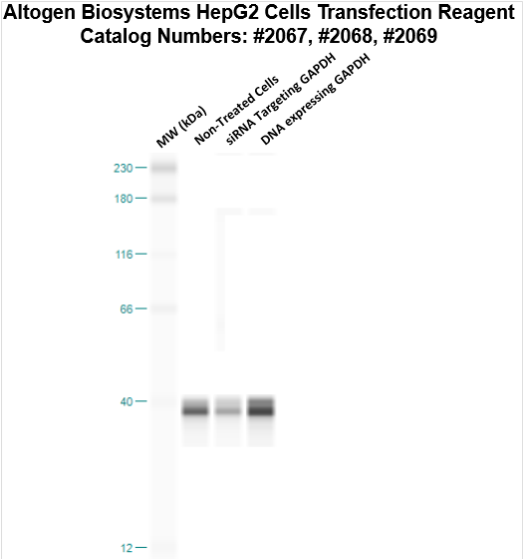 Altogen Biosystems HepG2 Cells Transfection Reagent
Catalog Numbers: #2067, #2068, #2069
MW (kDa)
Non-Treated Cells
siRNA Targeting GAPDH
DNA expressing GAPDH
230
180
116
66
40
12